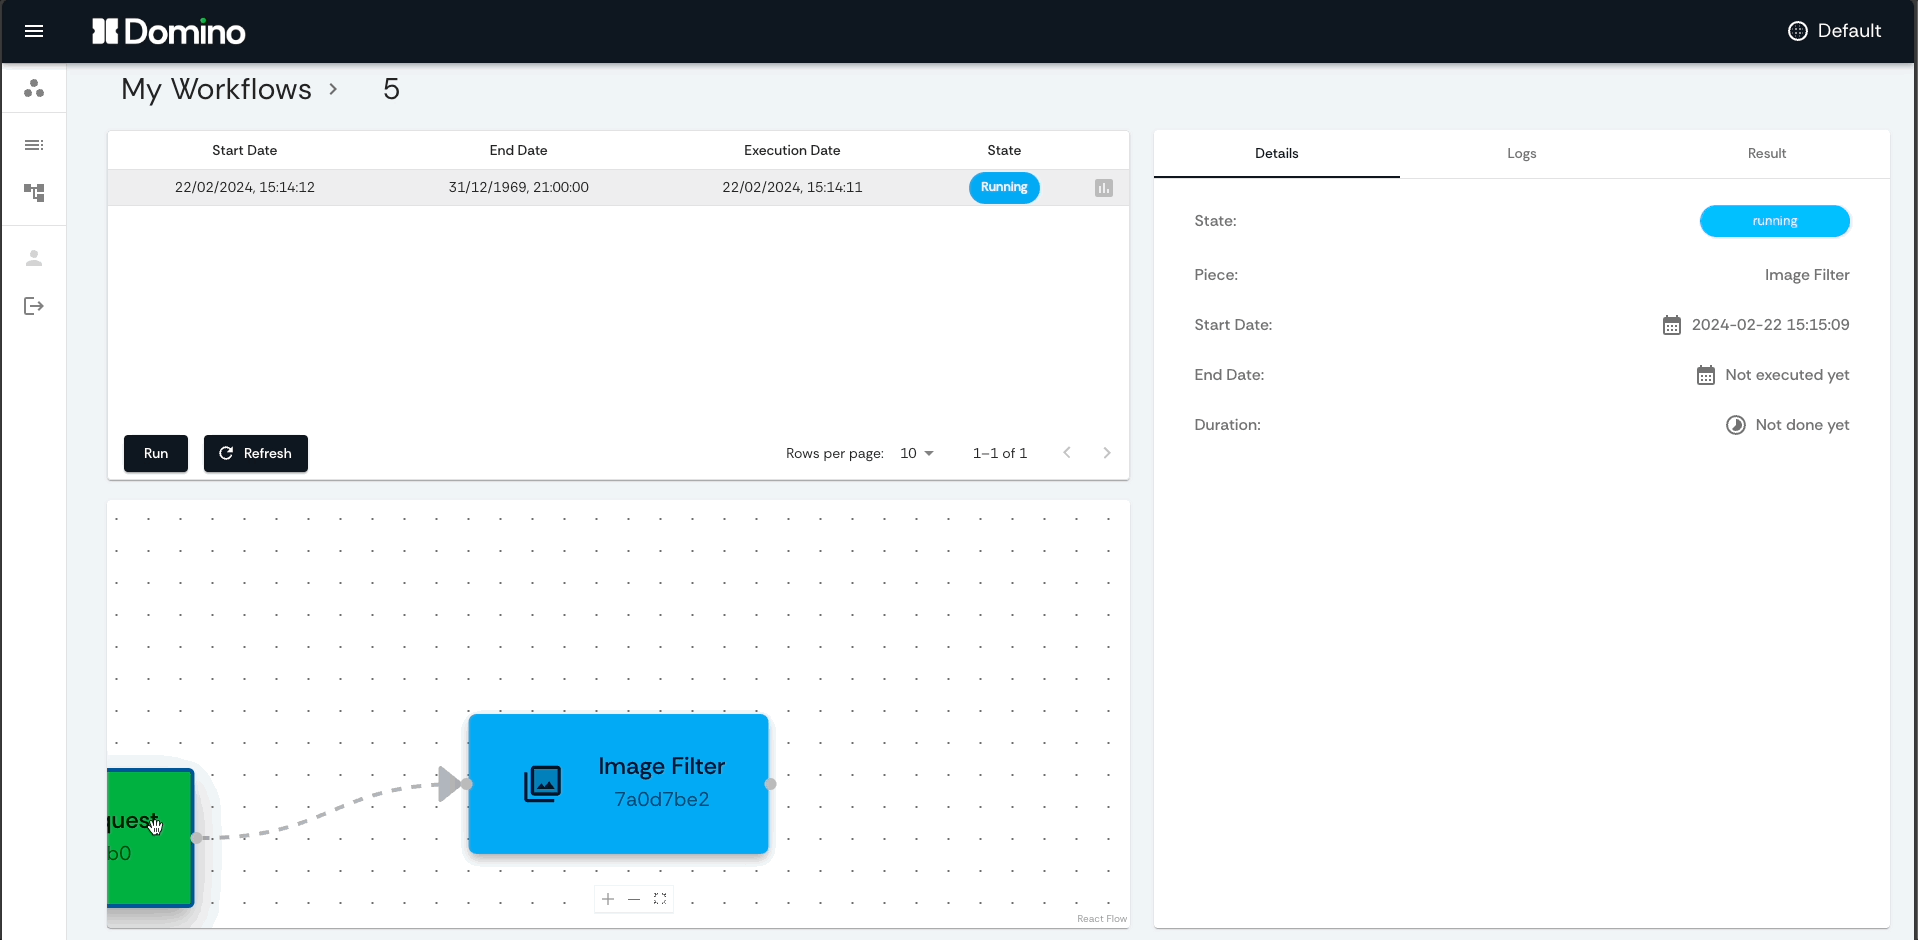 Domino
Default
My Workflows > 5
Start Date End Date Execution Date State
22/02/2024, 15:14:12 31/12/1969, 21:00:00 22/02/2024, 15:14:11 Running
Run Refresh Rows per page: 10 1–1 of 1
Details Logs Result
State: running
Piece: Image Filter
Start Date: 2024-02-22 15:15:09
End Date: Not executed yet
Duration: Not done yet
Image Filter
7a0d7be2
quest
b0
React Flow